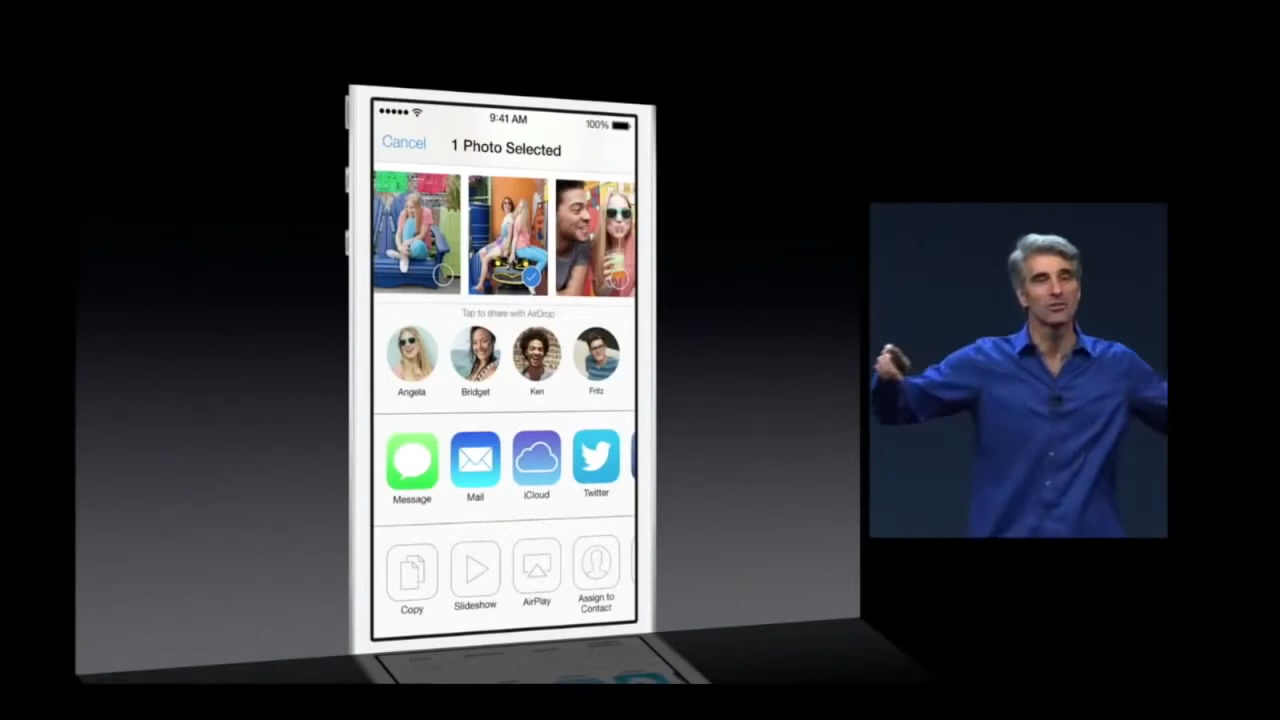 9:41 AM
100%
Cancel
1 Photo Selected
Tap to share with AirDrop
Angela
Bridget
Ken
Fritz
Message
Mail
iCloud
Twitter
Copy
Slideshow
AirPlay
Assign to
Contact